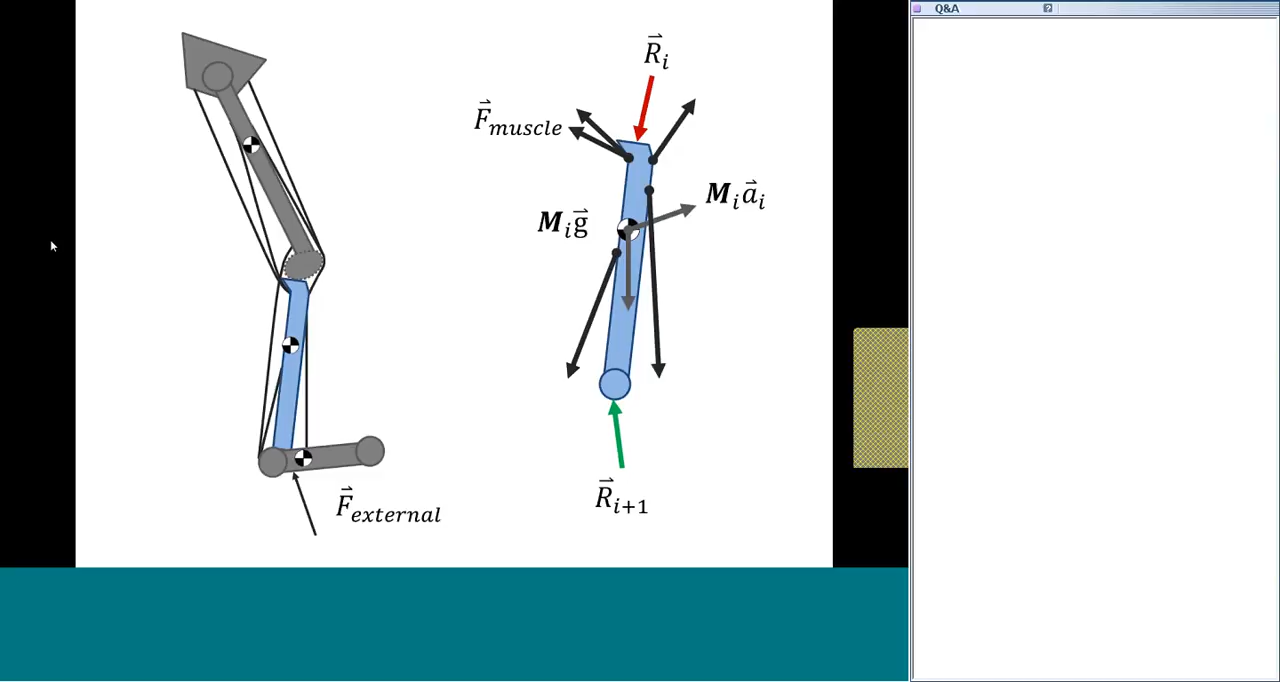 Q&A
R⃗ᵢ
F⃗muscle
Mᵢa⃗ᵢ
Mᵢg⃗
R⃗ᵢ₊₁
F⃗external